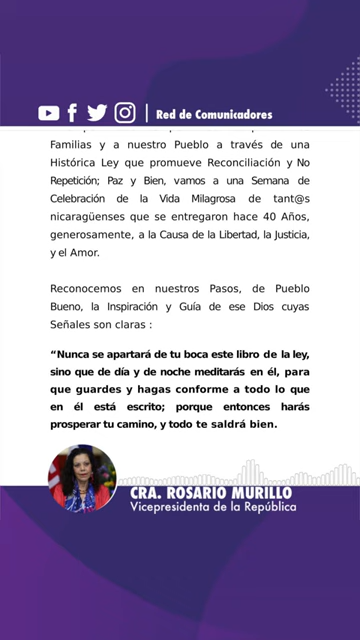 Red de Comunicadores
Familias y a nuestro Pueblo a través de una
Histórica Ley que promueve Reconciliación y No
Repetición; Paz y Bien, vamos a una Semana de
Celebración de la Vida Milagrosa de tant@s
nicaragüenses que se entregaron hace 40 Años,
generosamente, a la Causa de la Libertad, la Justicia,
y el Amor.
Reconocemos en nuestros Pasos, de Pueblo
Bueno, la Inspiración y Guía de ese Dios cuyas
Señales son claras :
“Nunca se apartará de tu boca este libro de la ley,
sino que de día y de noche meditarás en él, para
que guardes y hagas conforme a todo lo que
en él está escrito; porque entonces harás
prosperar tu camino, y todo te saldrá bien.
CRA. ROSARIO MURILLO
Vicepresidenta de la República